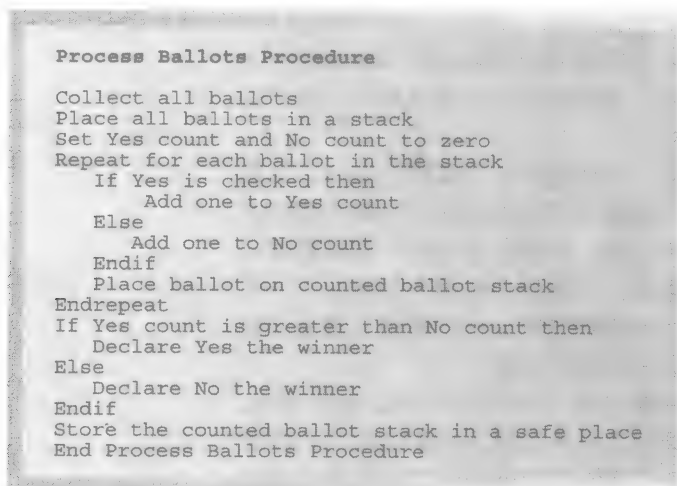 Process Ballots Procedure
Collect all ballots
Place all ballots in a stack
Set Yes count and No count to zero
Repeat for each ballot in the stack
If Yes is checked then
Add one to Yes count
Else
Add one to No count
Endif
Place ballot on counted ballot stack
Endrepeat
If Yes count is greater than No count then
Declare Yes the winner
Else
Declare No the winner
Endif
Store the counted ballot stack in a safe place
End Process Ballots Procedure